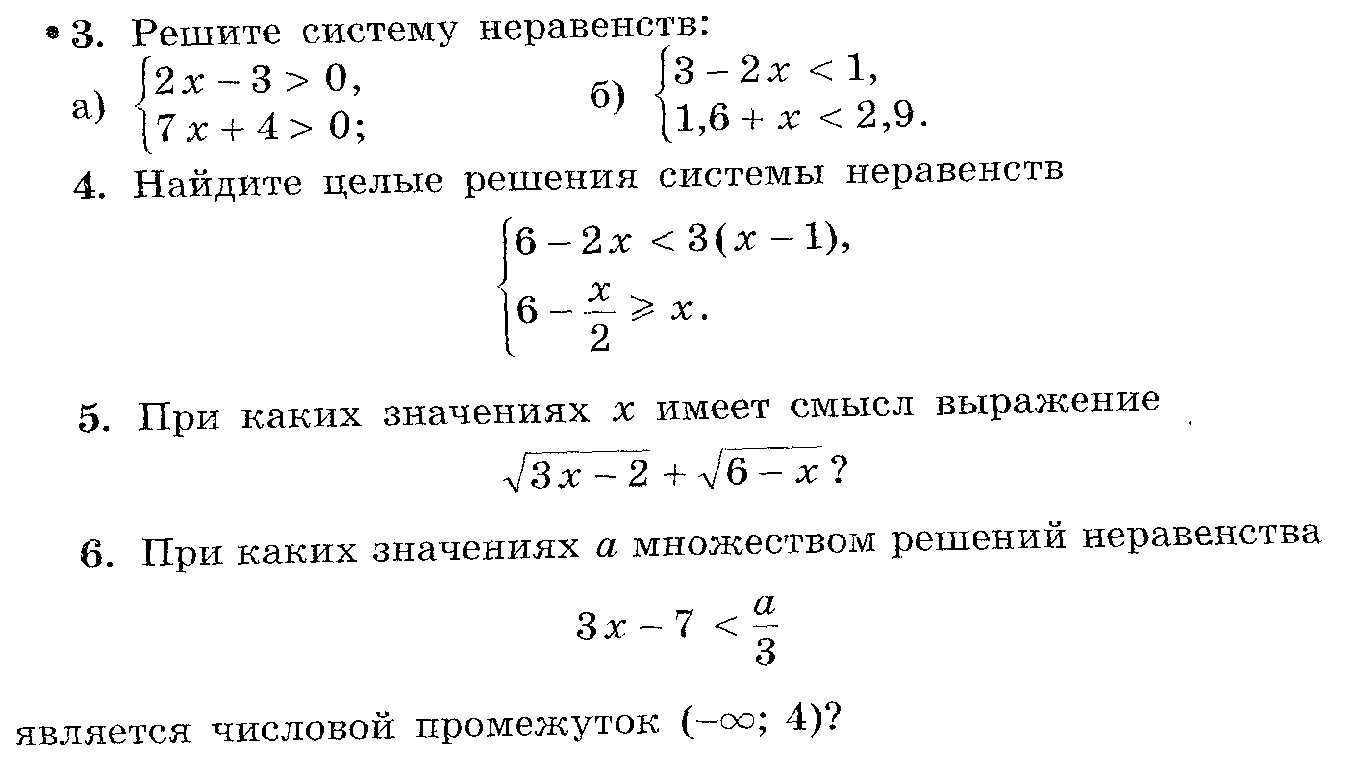 •3. Решите систему неравенств:
а) {2x − 3 > 0, б) {3 − 2x < 1,
{7x + 4 > 0; {1,6 + x < 2,9.
4. Найдите целые решения системы неравенств
{6 − 2x < 3(x − 1),
{6 − x/2 ⩾ x.
5. При каких значениях x имеет смысл выражение
√(3x − 2) + √(6 − x) ?
6. При каких значениях a множеством решений неравенства
3x − 7 < a/3
является числовой промежуток (−∞; 4)?